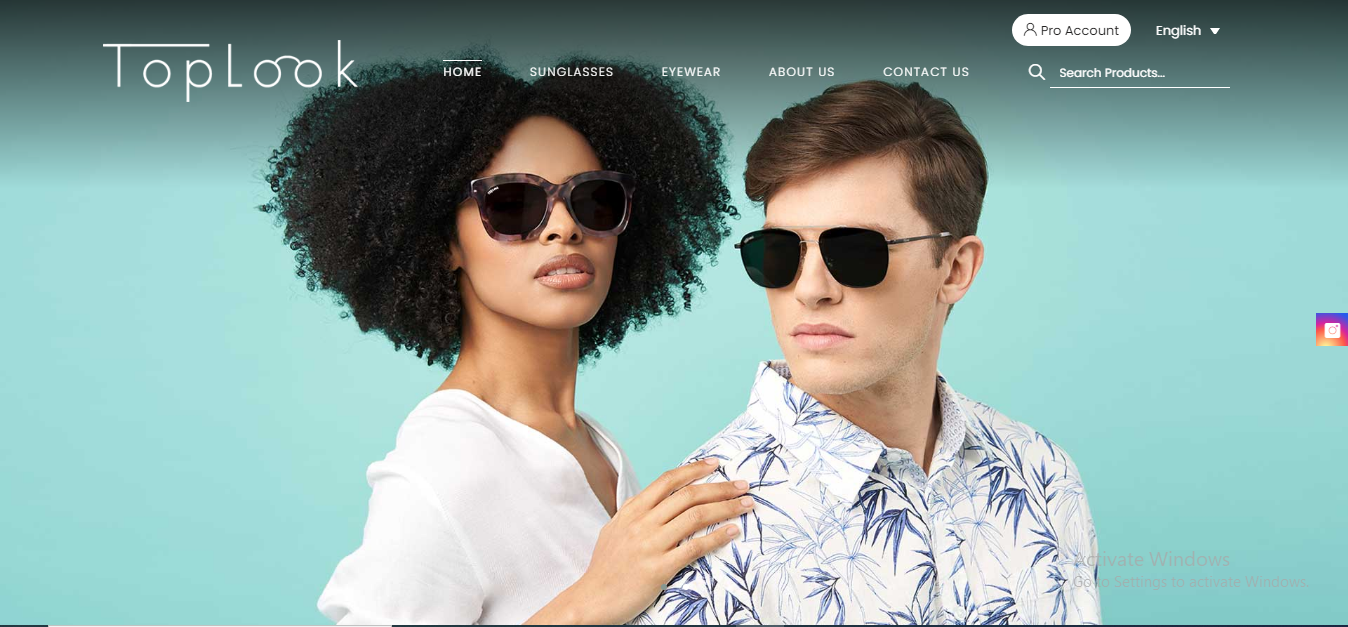 Pro Account
English
TopLook
HOME
SUNGLASSES
EYEWEAR
ABOUT US
CONTACT US
Search Products...
Activate Windows
Go to Settings to activate Windows.